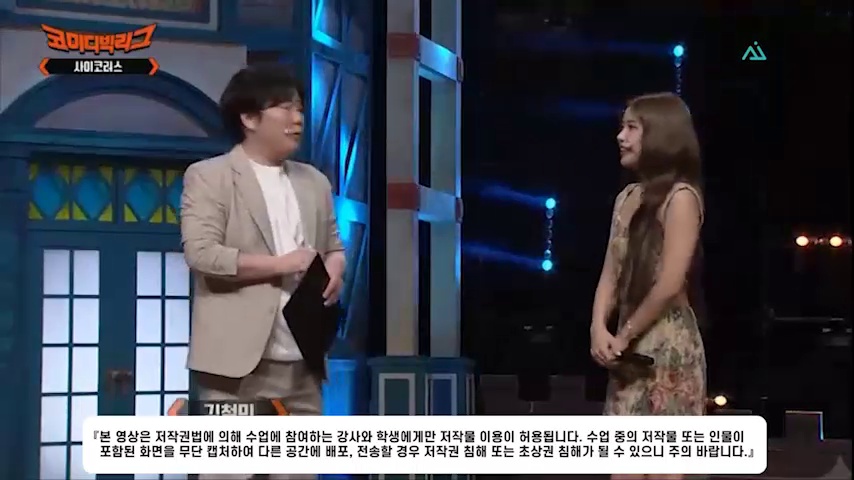 코미디빅리그
사이코러스
『본 영상은 저작권법에 의해 수업에 참여하는 강사와 학생에게만 저작물 이용이 허용됩니다. 수업 중의 저작물 또는 인물이
포함된 화면을 무단 캡처하여 다른 공간에 배포, 전송할 경우 저작권 침해 또는 초상권 침해가 될 수 있으니 주의 바랍니다.』